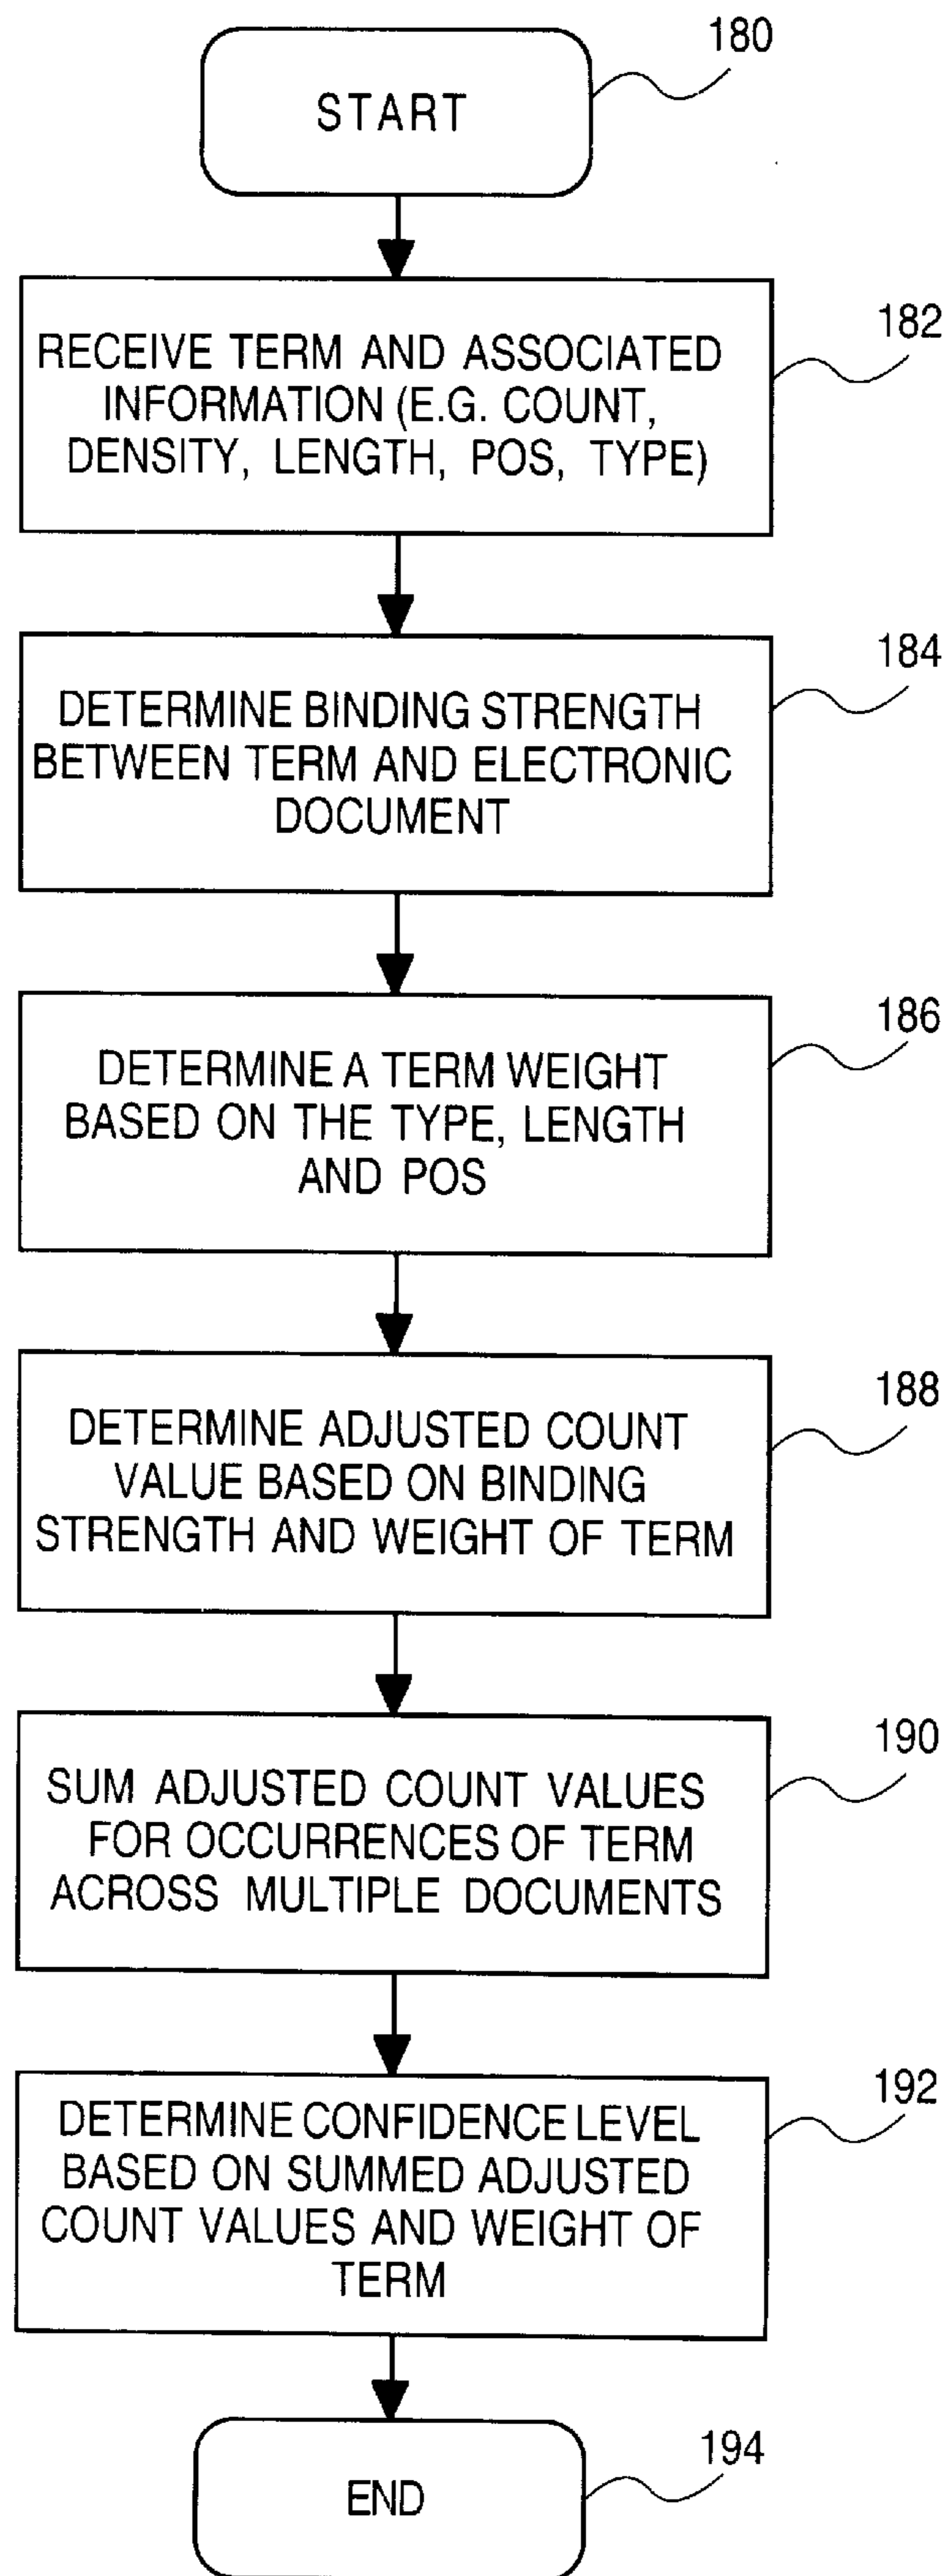 180
START
182
RECEIVE TERM AND ASSOCIATED
INFORMATION (E.G. COUNT,
DENSITY, LENGTH, POS, TYPE)
184
DETERMINE BINDING STRENGTH
BETWEEN TERM AND ELECTRONIC
DOCUMENT
186
DETERMINE A TERM WEIGHT
BASED ON THE TYPE, LENGTH
AND POS
188
DETERMINE ADJUSTED COUNT
VALUE BASED ON BINDING
STRENGTH AND WEIGHT OF TERM
190
SUM ADJUSTED COUNT VALUES
FOR OCCURRENCES OF TERM
ACROSS MULTIPLE DOCUMENTS
192
DETERMINE CONFIDENCE LEVEL
BASED ON SUMMED ADJUSTED
COUNT VALUES AND WEIGHT OF
TERM
194
END